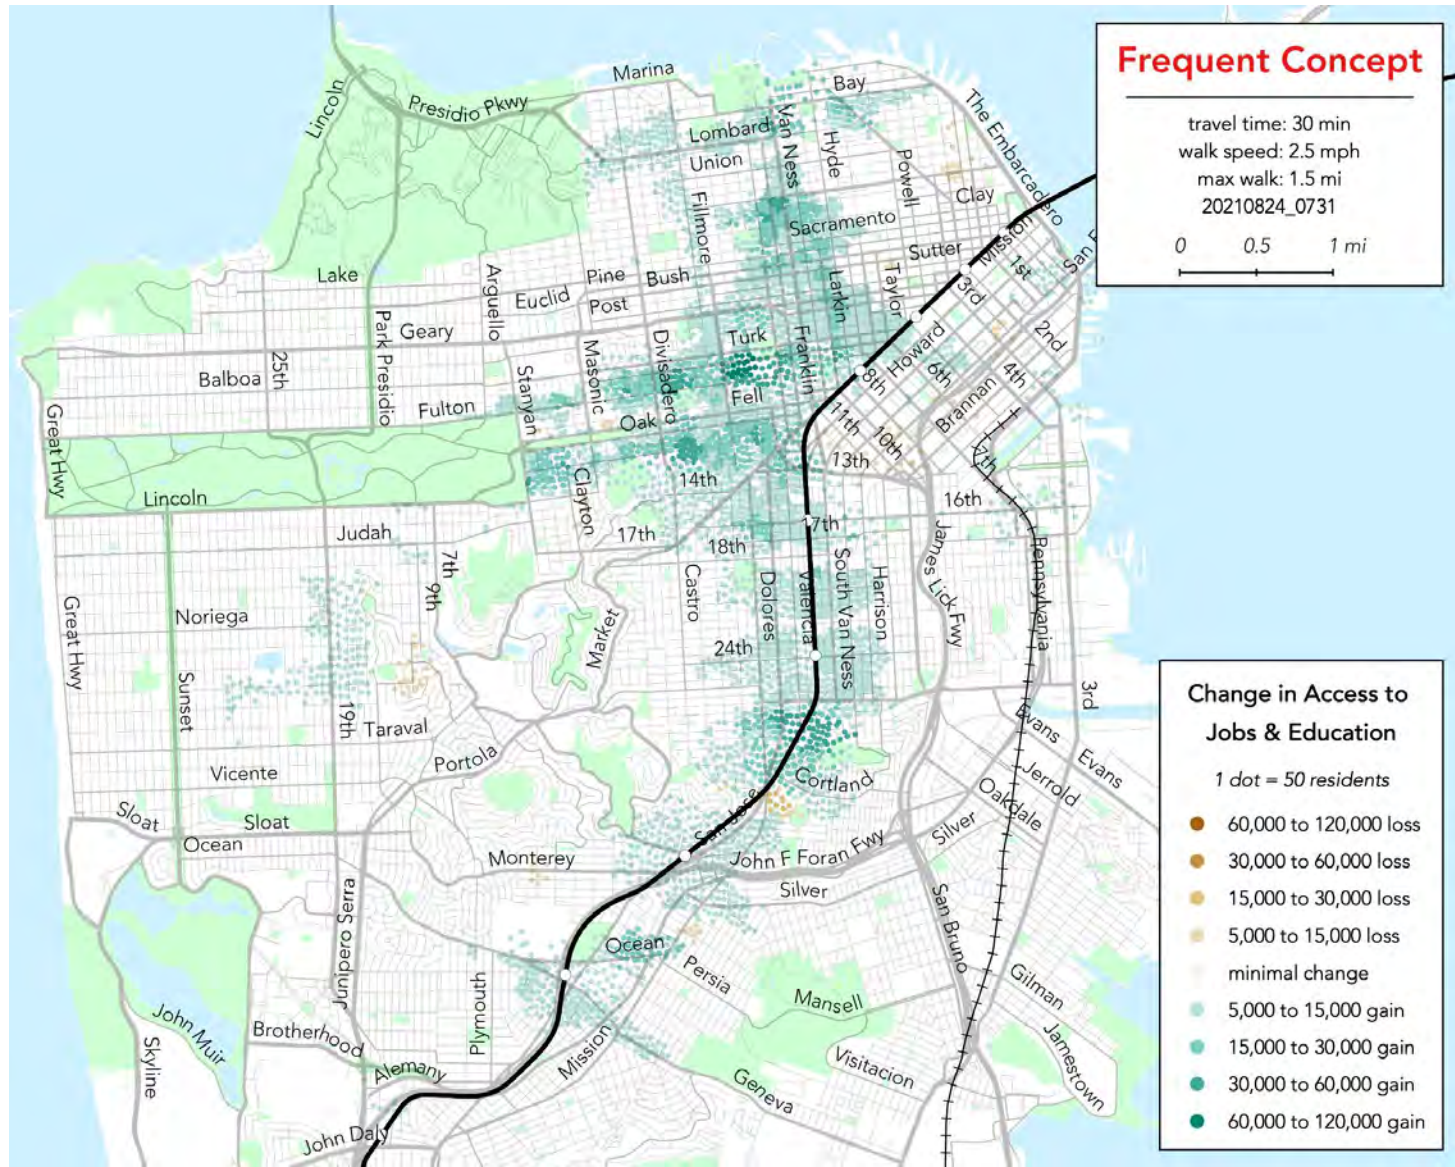 Frequent Concept
travel time: 30 min
walk speed: 2.5 mph
max walk: 1.5 mi
20210824_0731
0 0.5 1 mi
Marina
Bay
Lincoln
Presidio Pkwy
The Embarcadero
Lombard
Van Ness
Hyde
Union
Powell
Clay
Fillmore
Sacramento
Mission
Sutter
1st
San F
Lake
Arguello
Pine
Bush
Larkin
Taylor
3rd
Euclid
Post
Geary
Park Presidio
Turk
Franklin
Howard
2nd
25th
Balboa
Masonic
Divisadero
8th
6th
4th
Stanyan
Fulton
Fell
Brannan
Great Hwy
Oak
11th
10th
7th
13th
14th
Clayton
Lincoln
16th
Judah
17th
17th
18th
7th
9th
James Lick Fwy
Pennsylvania
Castro
Dolores
Valencia
South Van Ness
Harrison
Great Hwy
Noriega
Market
24th
Sunset
19th
Taraval
3rd
Evans
Portola
Vicente
Cortland
Jerrold
Evans
Oakdale
Sloat
Sloat
San Jose
Silver
Ocean
Monterey
John F Foran Fwy
Silver
Junipero Serra
San Bruno
Ocean
Persia
Gilman
Plymouth
Mansell
John Muir
Brotherhood
Mission
Jamestown
Skyline
Visitacion
Alemany
Geneva
John Daly
Change in Access to
Jobs & Education
1 dot = 50 residents
60,000 to 120,000 loss
30,000 to 60,000 loss
15,000 to 30,000 loss
5,000 to 15,000 loss
minimal change
5,000 to 15,000 gain
15,000 to 30,000 gain
30,000 to 60,000 gain
60,000 to 120,000 gain